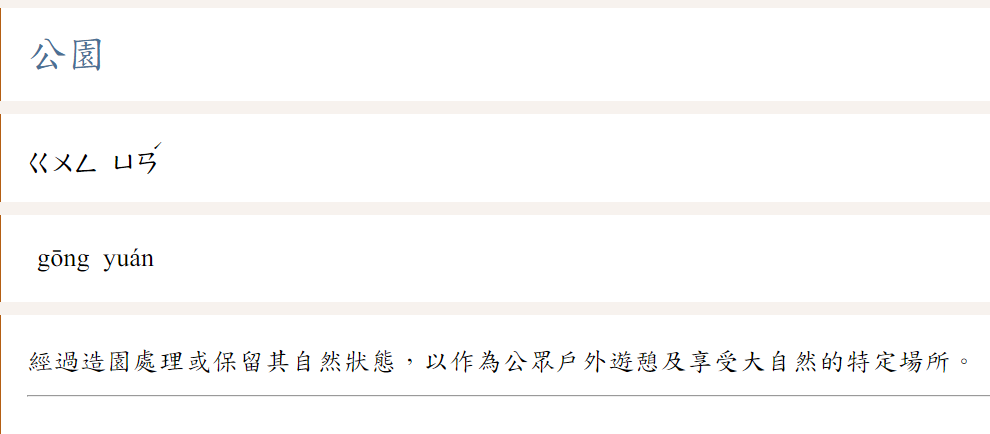 公園
ㄍㄨㄥ ㄩㄢˊ
gōng yuán
經過造園處理或保留其自然狀態，以作為公眾戶外遊憩及享受大自然的特定場所。